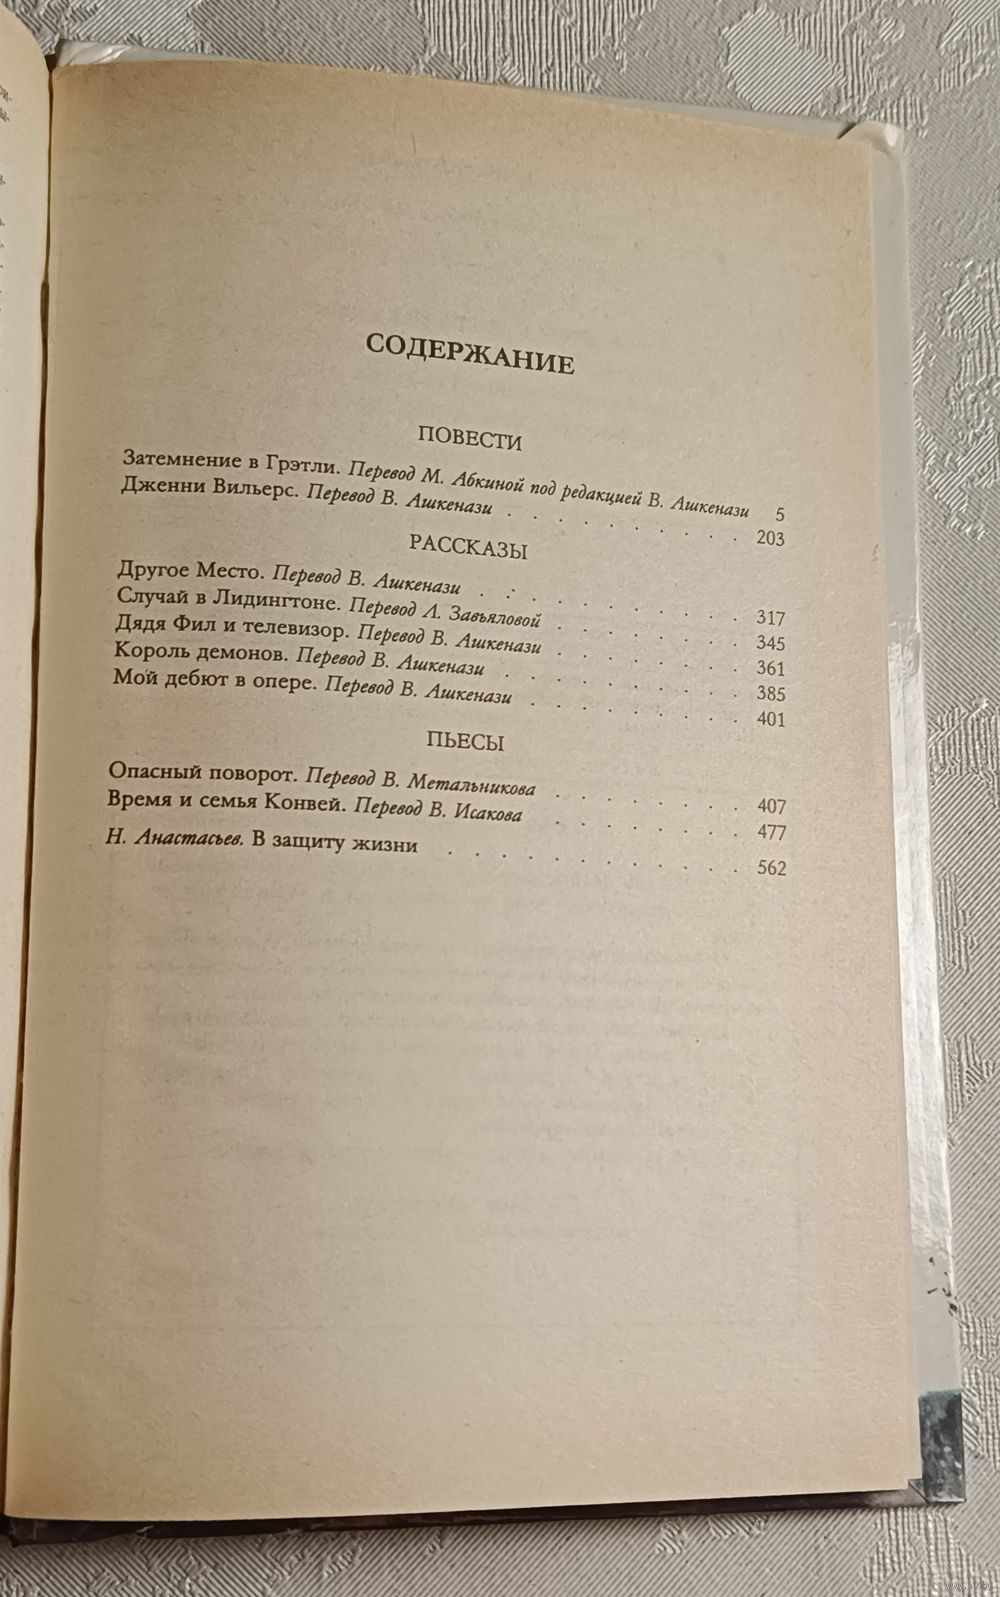 СОДЕРЖАНИЕ
ПОВЕСТИ
Затемнение в Грэтли. Перевод М. Абкиной под редакцией В. Ашкенази 5
Дженни Вильерс. Перевод В. Ашкенази . . . . . . . . . 203
РАССКАЗЫ
Другое Место. Перевод В. Ашкенази . . . . . . . . . . 317
Случай в Лидингтоне. Перевод Л. Завьяловой . . . . . . . 345
Дядя Фил и телевизор. Перевод В. Ашкенази . . . . . . . 361
Король демонов. Перевод В. Ашкенази . . . . . . . . . 385
Мой дебют в опере. Перевод В. Ашкенази . . . . . . . . 401
ПЬЕСЫ
Опасный поворот. Перевод В. Метальникова . . . . . . . 407
Время и семья Конвей. Перевод В. Исакова . . . . . . . 477
Н. Анастасьев. В защиту жизни . . . . . . . . . . . 562